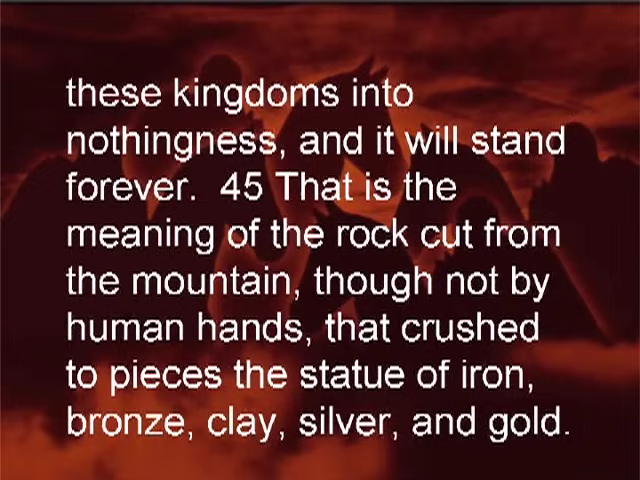 these kingdoms into
nothingness, and it will stand
forever.  45 That is the
meaning of the rock cut from
the mountain, though not by
human hands, that crushed
to pieces the statue of iron,
bronze, clay, silver, and gold.